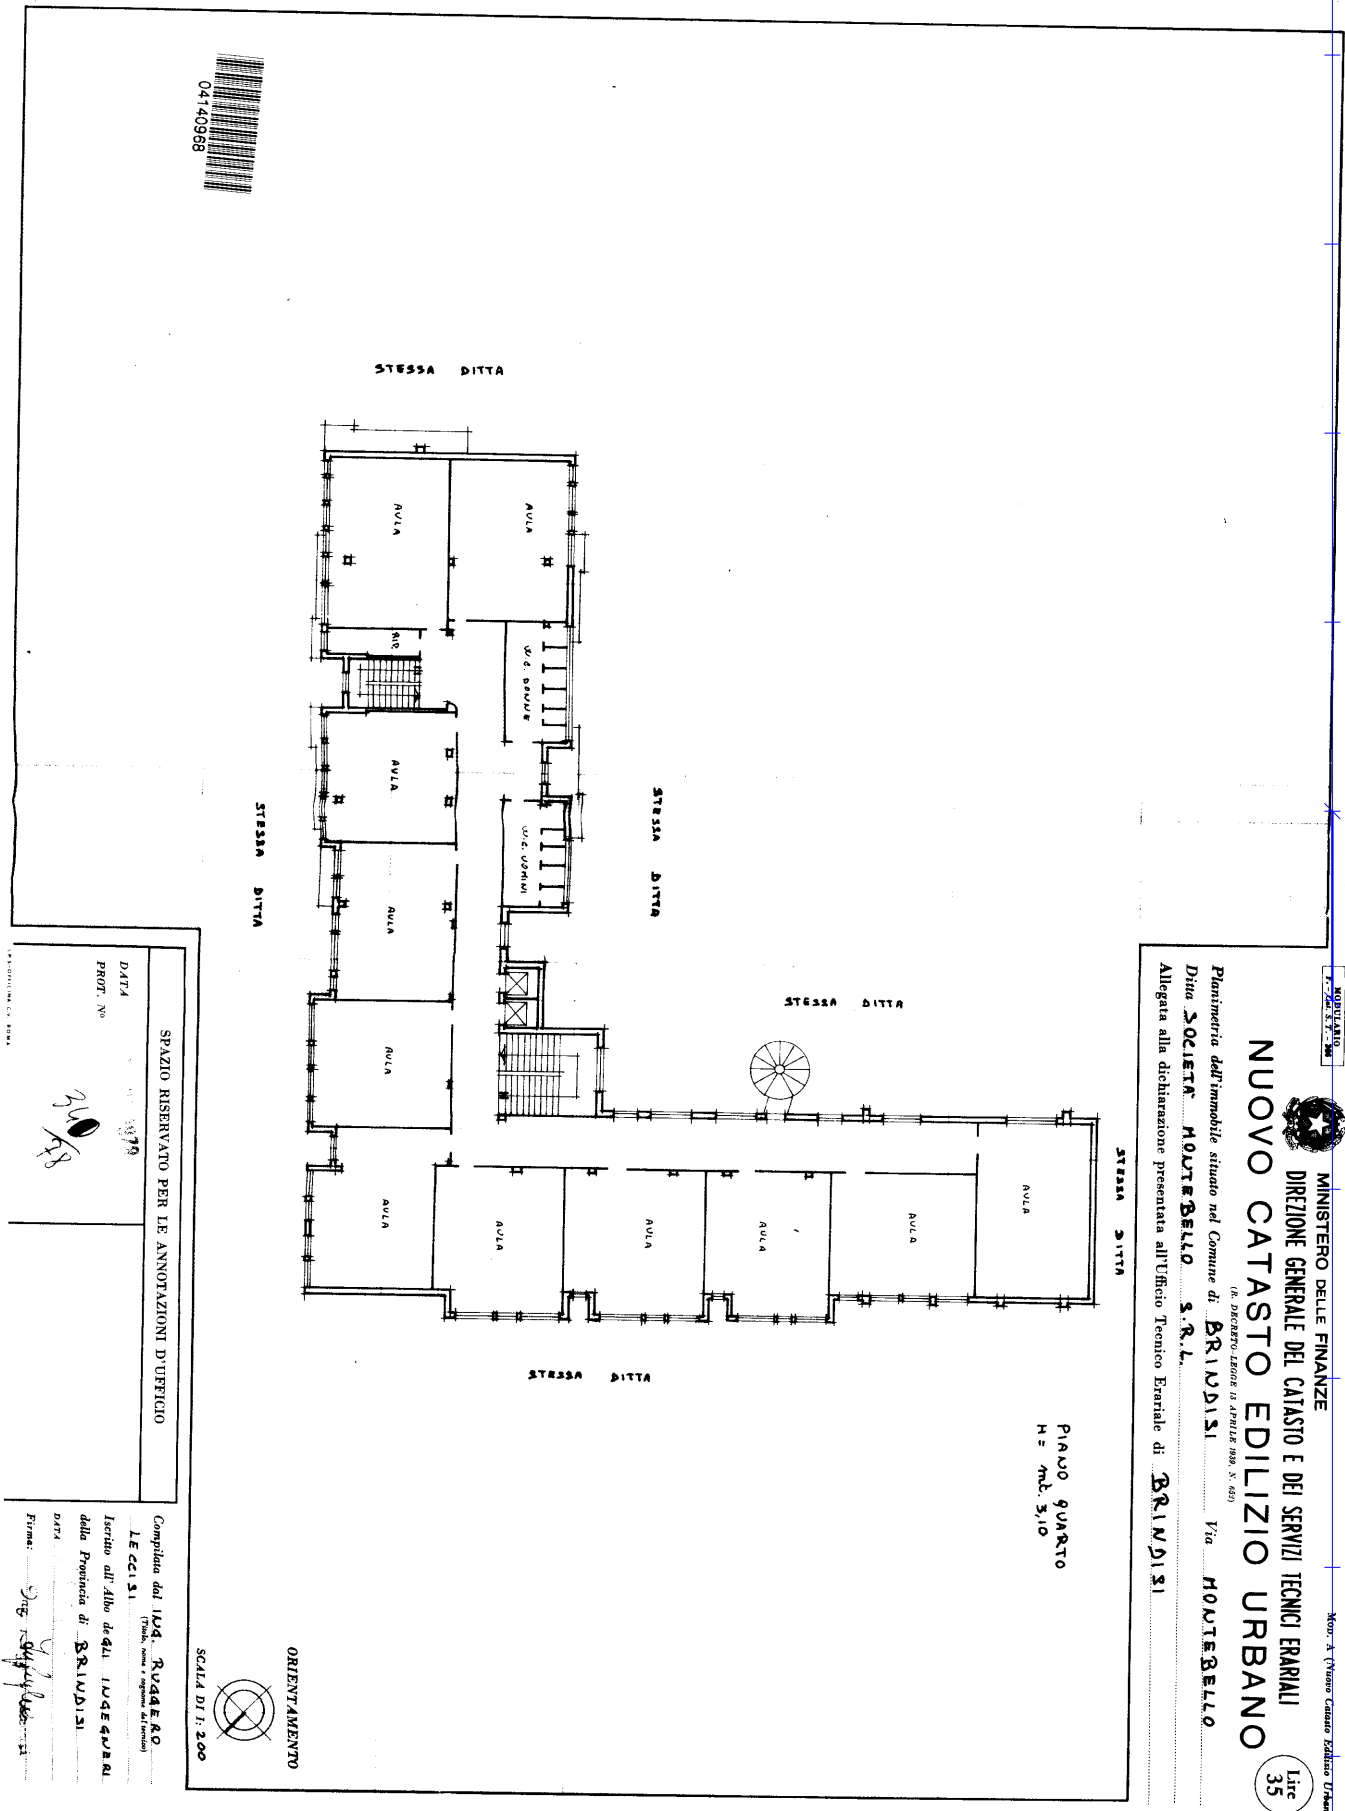 MODULARIO
F. - Cat. S. T. - 308
Mod. A (Nuovo Catasto Edilizio Urbano
MINISTERO DELLE FINANZE
DIREZIONE GENERALE DEL CATASTO E DEI SERVIZI TECNICI ERARIALI
NUOVO CATASTO EDILIZIO URBANO
(R. DECRETO-LEGGE 13 APRILE 1939, N. 652)
Lire
35
Planimetria dell'immobile situato nel Comune di BRINDISI Via MONTEBELLO
Ditta SOCIETA' MONTEBELLO S.R.L.
Allegata alla dichiarazione presentata all'Ufficio Tecnico Erariale di BRINDISI
PIANO QUARTO
H = mt. 3,10
STESSA DITTA
STESSA DITTA
STESSA DITTA
STESSA DITTA
STESSA DITTA
STESSA DITTA
AULA
AULA
RIP.
W.C. DONNE
AULA
W.C. UOMINI
AULA
AULA
AULA
AULA
AULA
AULA
AULA
AULA
ORIENTAMENTO
SCALA DI 1: 200
SPAZIO RISERVATO PER LE ANNOTAZIONI D'UFFICIO
DATA
PROT. N°
340/78
Compilata dal ING. RUGGERO
(Titolo, nome e cognome del tecnico)
LECCISI
Iscritto all'Albo deGLI INGEGNERI
della Provincia di BRINDISI
DATA
Firma:
04140968